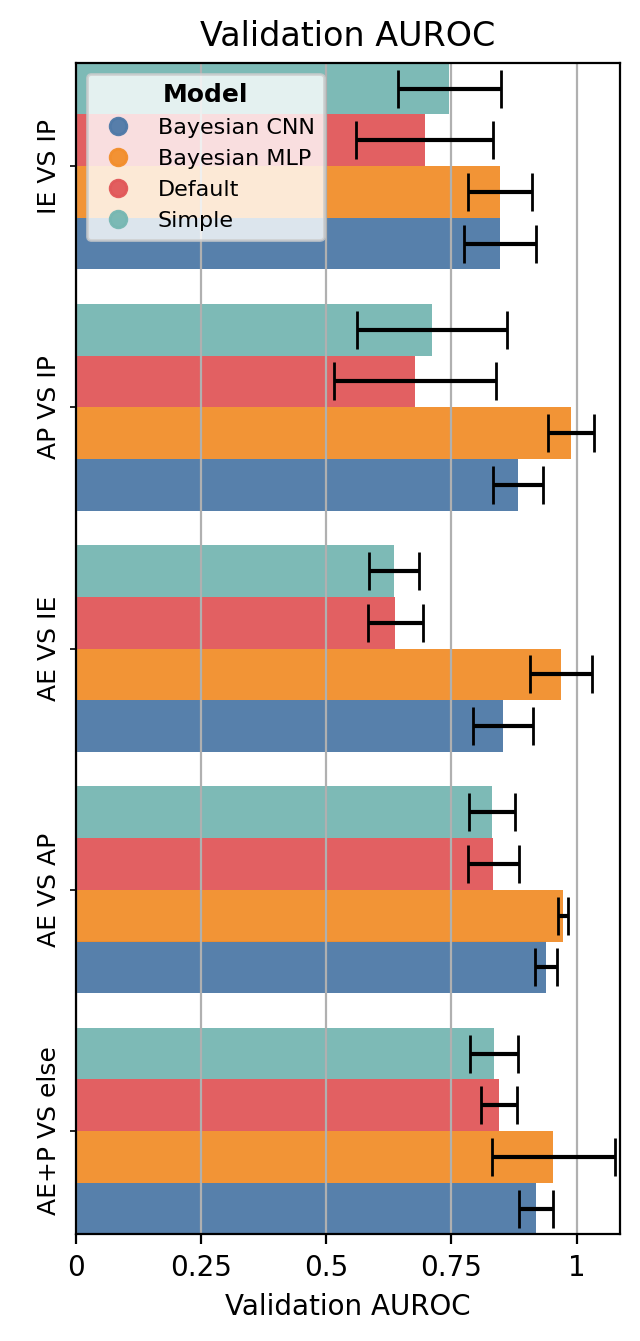 Validation AUROC
Model
Bayesian CNN
Bayesian MLP
Default
Simple
IE VS IP
AP VS IP
AE VS IE
AE VS AP
AE+P VS else
0 0.25 0.5 0.75 1
Validation AUROC